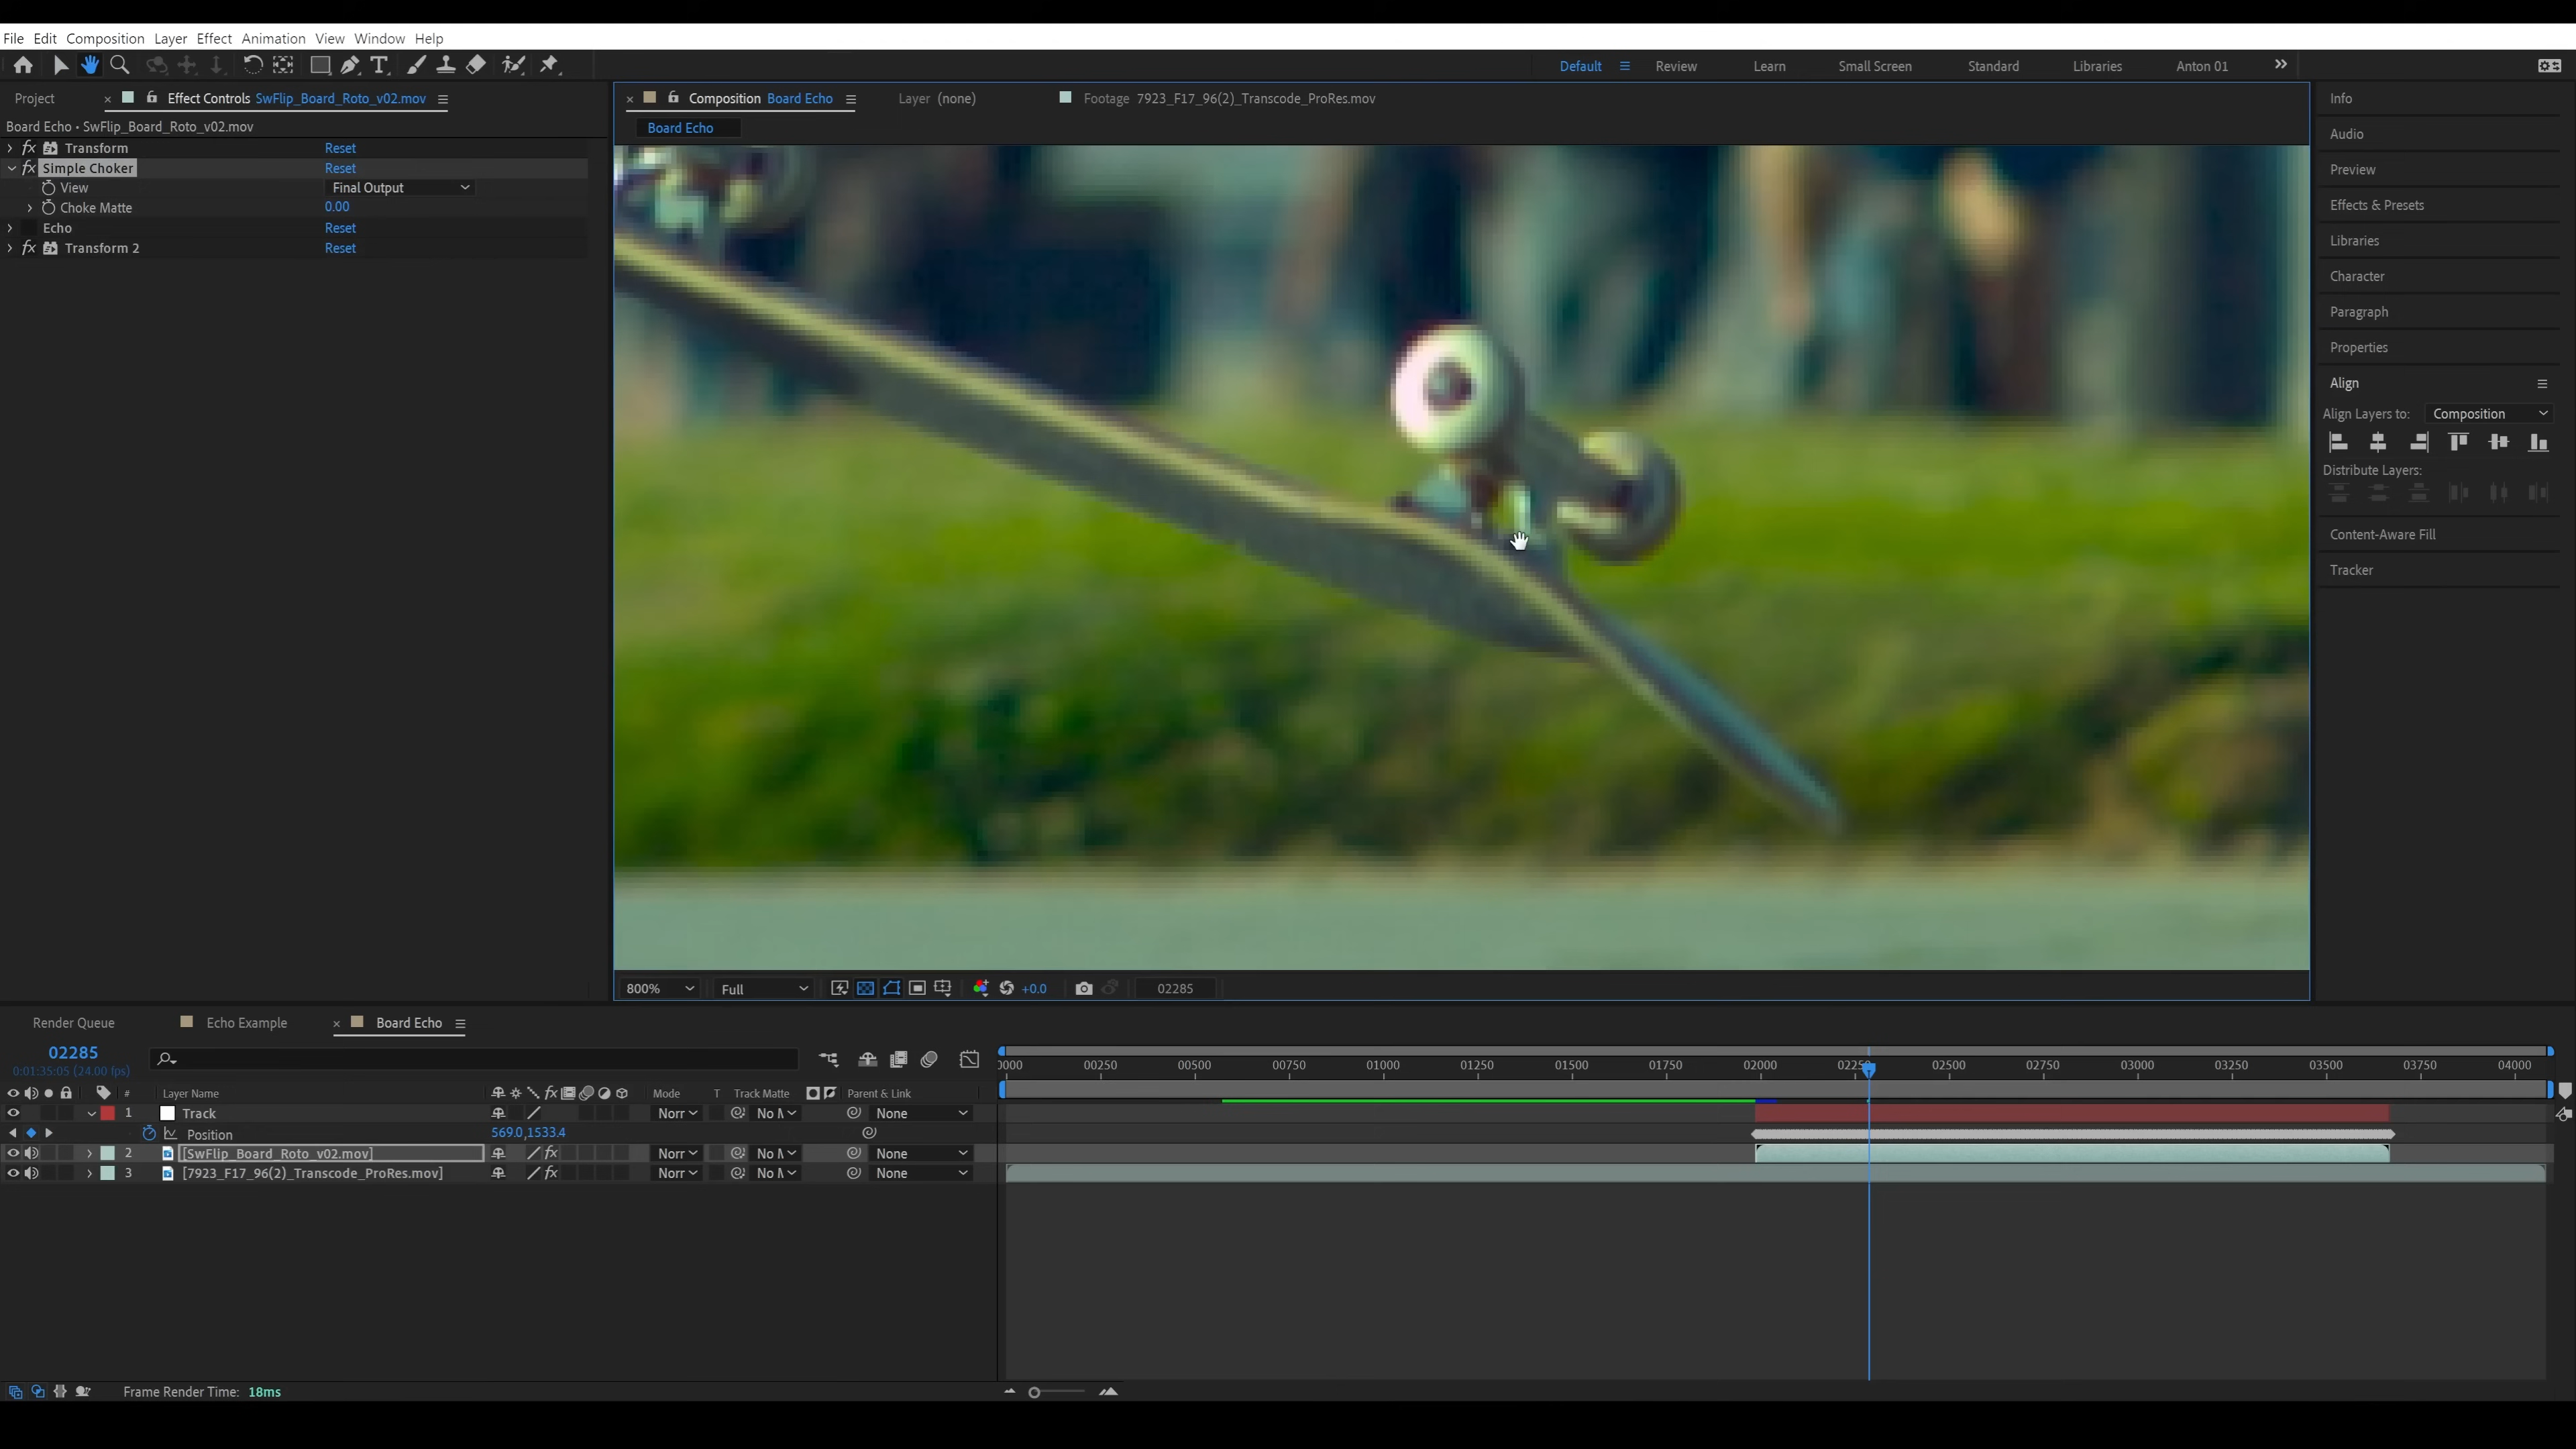 File Edit Composition Layer Effect Animation View Window Help
Default Review Learn Small Screen Standard Libraries Anton 01 »
Project × Effect Controls SwFlip_Board_Roto_v02.mov
Board Echo • SwFlip_Board_Roto_v02.mov
fx Transform Reset
fx Simple Choker Reset
View Final Output
Choke Matte 0.00
Echo Reset
fx Transform 2 Reset
× Composition Board Echo Layer (none) Footage 7923_F17_96(2)_Transcode_ProRes.mov
Board Echo
800% Full +0.0 02285
Info
Audio
Preview
Effects & Presets
Libraries
Character
Paragraph
Properties
Align
Align Layers to: Composition
Distribute Layers:
Content-Aware Fill
Tracker
Render Queue Echo Example × Board Echo
02285
0:01:35:05 (24.00 fps)
0000 00250 00500 00750 01000 01250 01500 01750 02000 0225 02500 02750 03000 03250 03500 03750 04000
# Layer Name fx Mode T Track Matte Parent & Link
1 Track Norr No M None
Position 569.0,1533.4
2 [SwFlip_Board_Roto_v02.mov] fx Norr No M None
3 [7923_F17_96(2)_Transcode_ProRes.mov] fx Norr No M None
Frame Render Time: 18ms